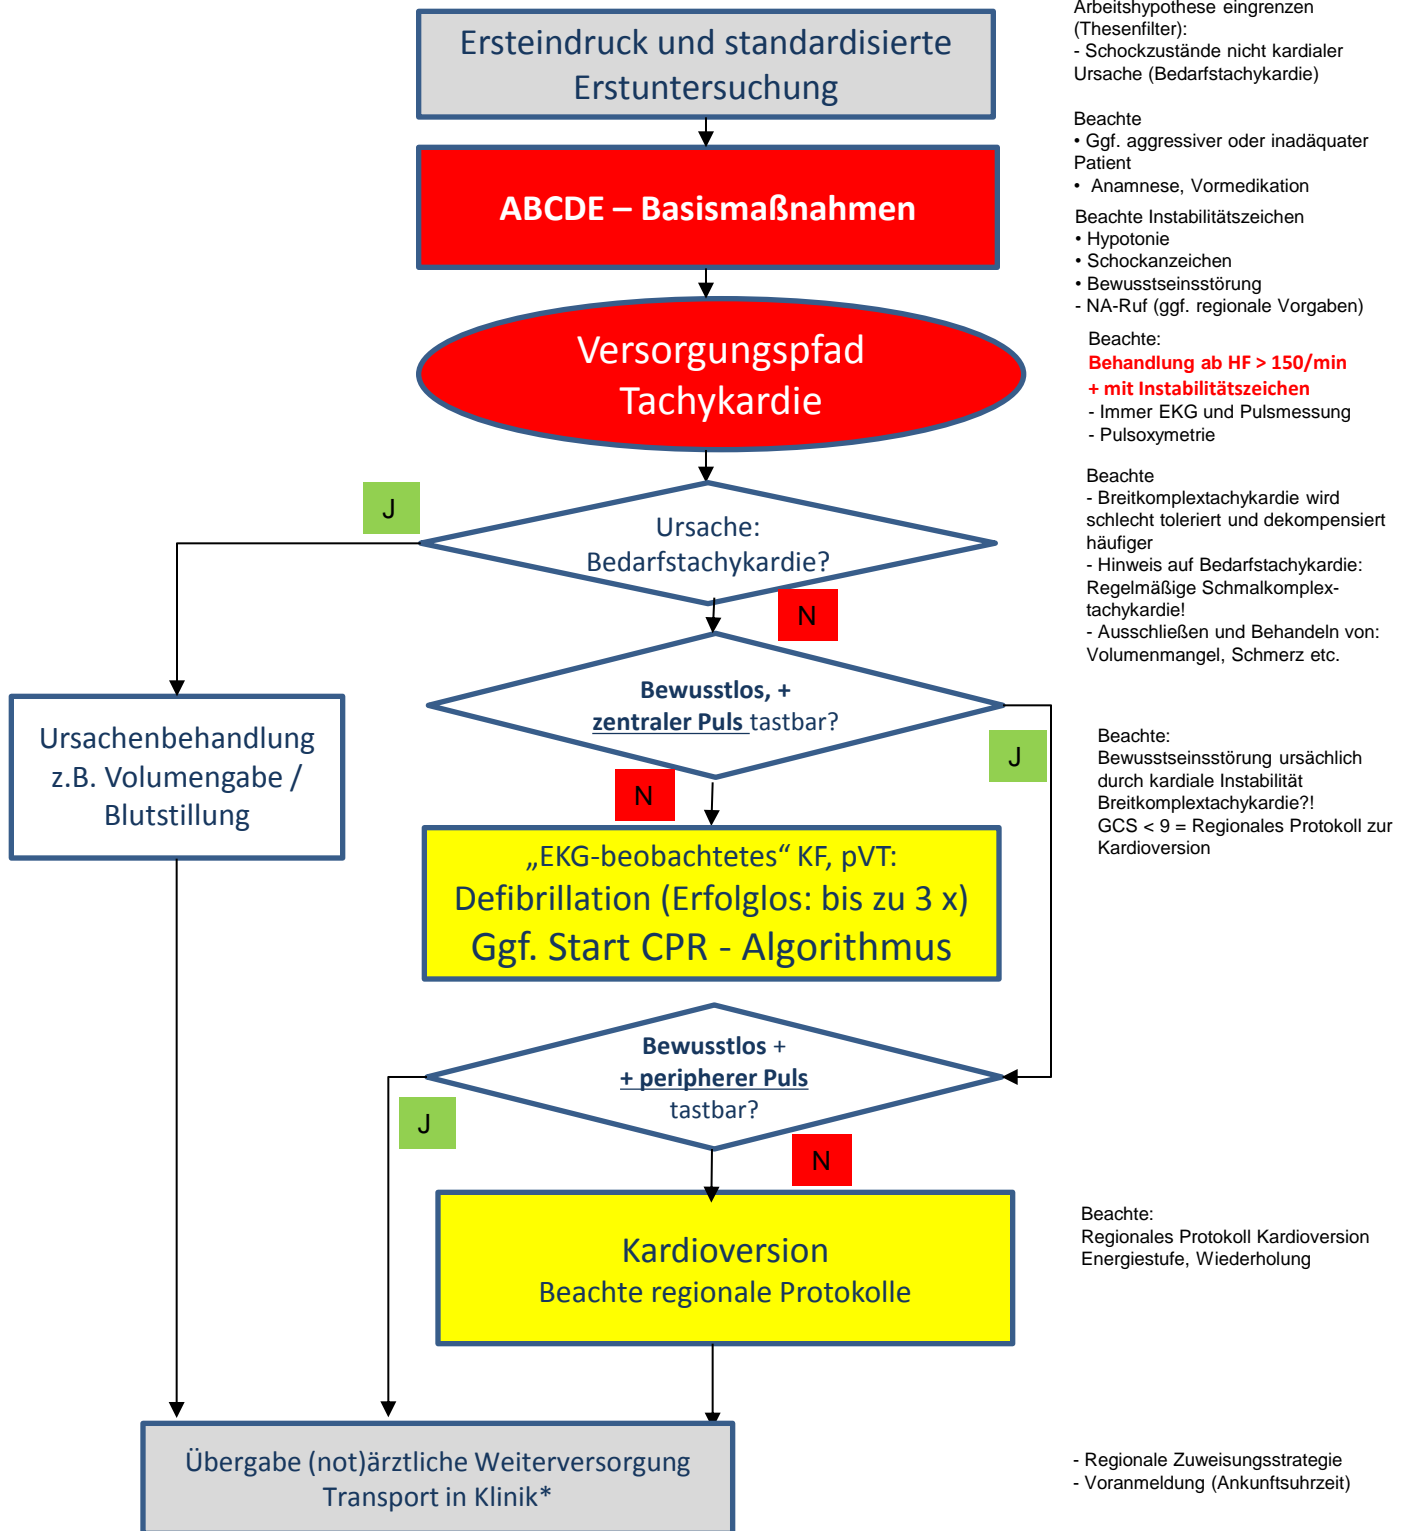 Arbeitshypothese eingrenzen
(Thesenfilter):
- Schockzustände nicht kardialer
Ursache (Bedarfstachykardie)
Ersteindruck und standardisierte
Erstuntersuchung
Beachte
• Ggf. aggressiver oder inadäquater
Patient
• Anamnese, Vormedikation
ABCDE – Basismaßnahmen
Beachte Instabilitätszeichen
• Hypotonie
• Schockanzeichen
• Bewusstseinsstörung
- NA-Ruf (ggf. regionale Vorgaben)
Versorgungspfad
Tachykardie
Beachte:
Behandlung ab HF > 150/min
+ mit Instabilitätszeichen
- Immer EKG und Pulsmessung
- Pulsoxymetrie
J
Ursache:
Bedarfstachykardie?
N
Beachte
- Breitkomplextachykardie wird
schlecht toleriert und dekompensiert
häufiger
- Hinweis auf Bedarfstachykardie:
Regelmäßige Schmalkomplex-
tachykardie!
- Ausschließen und Behandeln von:
Volumenmangel, Schmerz etc.
Ursachenbehandlung
z.B. Volumengabe /
Blutstillung
Bewusstlos, +
zentraler Puls tastbar?
J
N
Beachte:
Bewusstseinsstörung ursächlich
durch kardiale Instabilität
Breitkomplextachykardie?!
GCS < 9 = Regionales Protokoll zur
Kardioversion
„EKG-beobachtetes“ KF, pVT:
Defibrillation (Erfolglos: bis zu 3 x)
Ggf. Start CPR - Algorithmus
Bewusstlos +
+ peripherer Puls
tastbar?
J
N
Kardioversion
Beachte regionale Protokolle
Beachte:
Regionales Protokoll Kardioversion
Energiestufe, Wiederholung
Übergabe (not)ärztliche Weiterversorgung
Transport in Klinik*
- Regionale Zuweisungsstrategie
- Voranmeldung (Ankunftsuhrzeit)